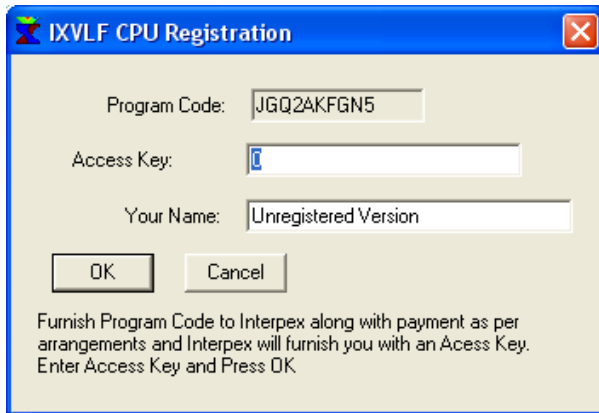 IXVLF CPU Registration
Program Code: JGQ2AKFGN5
Access Key: 0
Your Name: Unregistered Version
OK Cancel
Furnish Program Code to Interpex along with payment as per
arrangements and Interpex will furnish you with an Acess Key.
Enter Access Key and Press OK